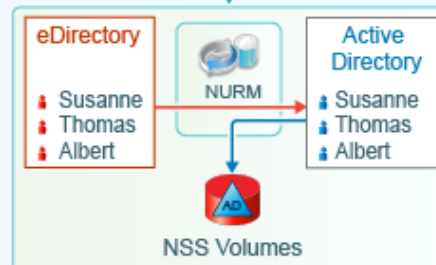 eDirectory
Susanne
Thomas
Albert
NURM
Active
Directory
Susanne
Thomas
Albert
AD
NSS Volumes